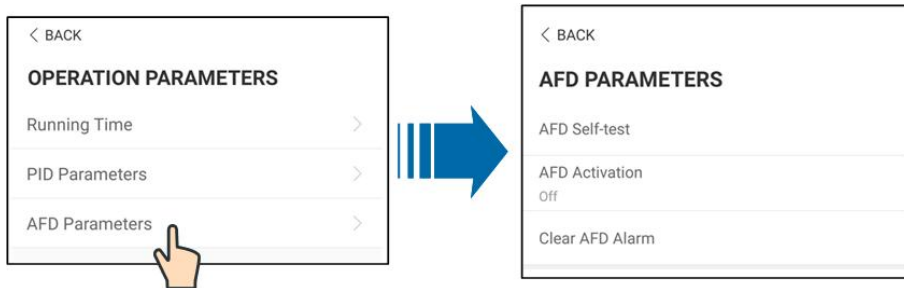 < BACK
OPERATION PARAMETERS
Running Time >
PID Parameters >
AFD Parameters >
< BACK
AFD PARAMETERS
AFD Self-test
AFD Activation
Off
Clear AFD Alarm